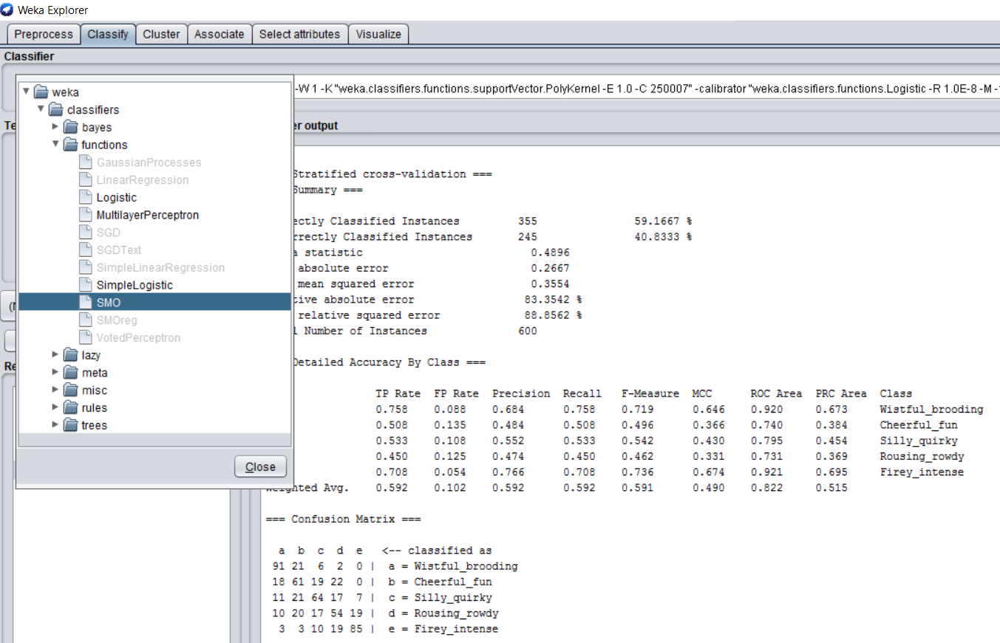 Weka Explorer
Preprocess Classify Cluster Associate Select attributes Visualize
Classifier
-W 1 -K "weka.classifiers.functions.supportVector.PolyKernel -E 1.0 -C 250007" -calibrator "weka.classifiers.functions.Logistic -R 1.0E-8 -M -
weka
classifiers
bayes
functions
GaussianProcesses
LinearRegression
Logistic
MultilayerPerceptron
SGD
SGDText
SimpleLinearRegression
SimpleLogistic
SMO
SMOreg
VotedPerceptron
lazy
meta
misc
rules
trees
Close
Te
Re
er output
Stratified cross-validation ===
Summary ===
ectly Classified Instances 355 59.1667 %
rrectly Classified Instances 245 40.8333 %
a statistic 0.4896
absolute error 0.2667
mean squared error 0.3554
tive absolute error 83.3542 %
relative squared error 88.8562 %
l Number of Instances 600
Detailed Accuracy By Class ===
TP Rate FP Rate Precision Recall F-Measure MCC ROC Area PRC Area Class
0.758 0.088 0.684 0.758 0.719 0.646 0.920 0.673 Wistful_brooding
0.508 0.135 0.484 0.508 0.496 0.366 0.740 0.384 Cheerful_fun
0.533 0.108 0.552 0.533 0.542 0.430 0.795 0.454 Silly_quirky
0.450 0.125 0.474 0.450 0.462 0.331 0.731 0.369 Rousing_rowdy
0.708 0.054 0.766 0.708 0.736 0.674 0.921 0.695 Firey_intense
Weighted Avg. 0.592 0.102 0.592 0.592 0.591 0.490 0.822 0.515
=== Confusion Matrix ===
a b c d e <-- classified as
91 21 6 2 0 | a = Wistful_brooding
18 61 19 22 0 | b = Cheerful_fun
11 21 64 17 7 | c = Silly_quirky
10 20 17 54 19 | d = Rousing_rowdy
3 3 10 19 85 | e = Firey_intense